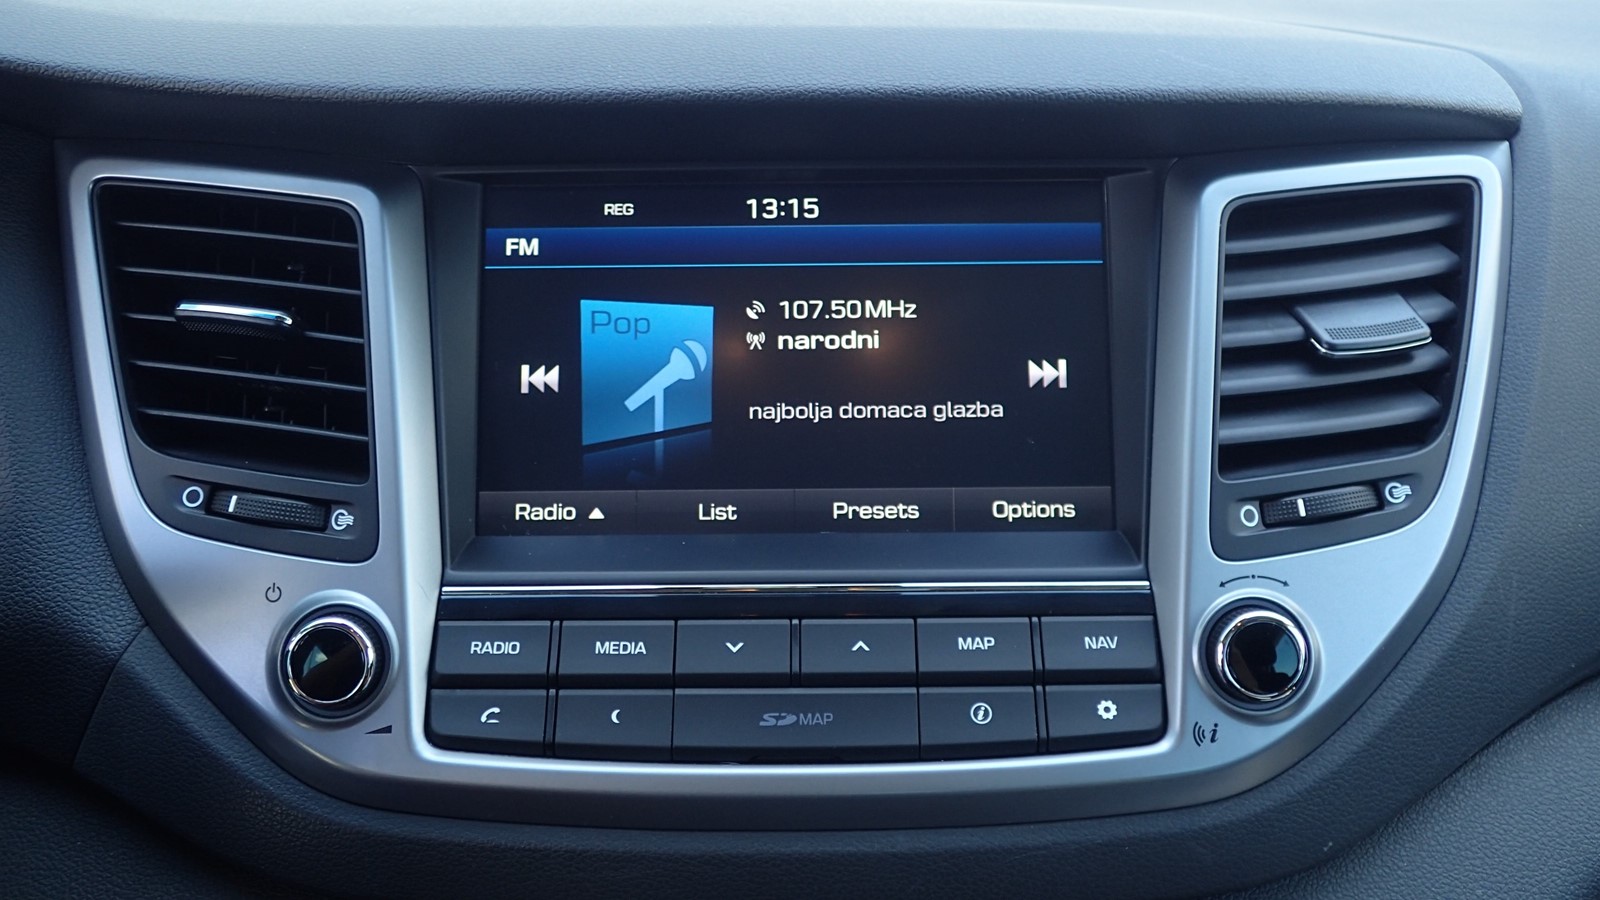 REG 13:15
FM
Pop
107.50MHz
narodni
najbolja domaca glazba
Radio List Presets Options
RADIO MEDIA MAP NAV
SD MAP